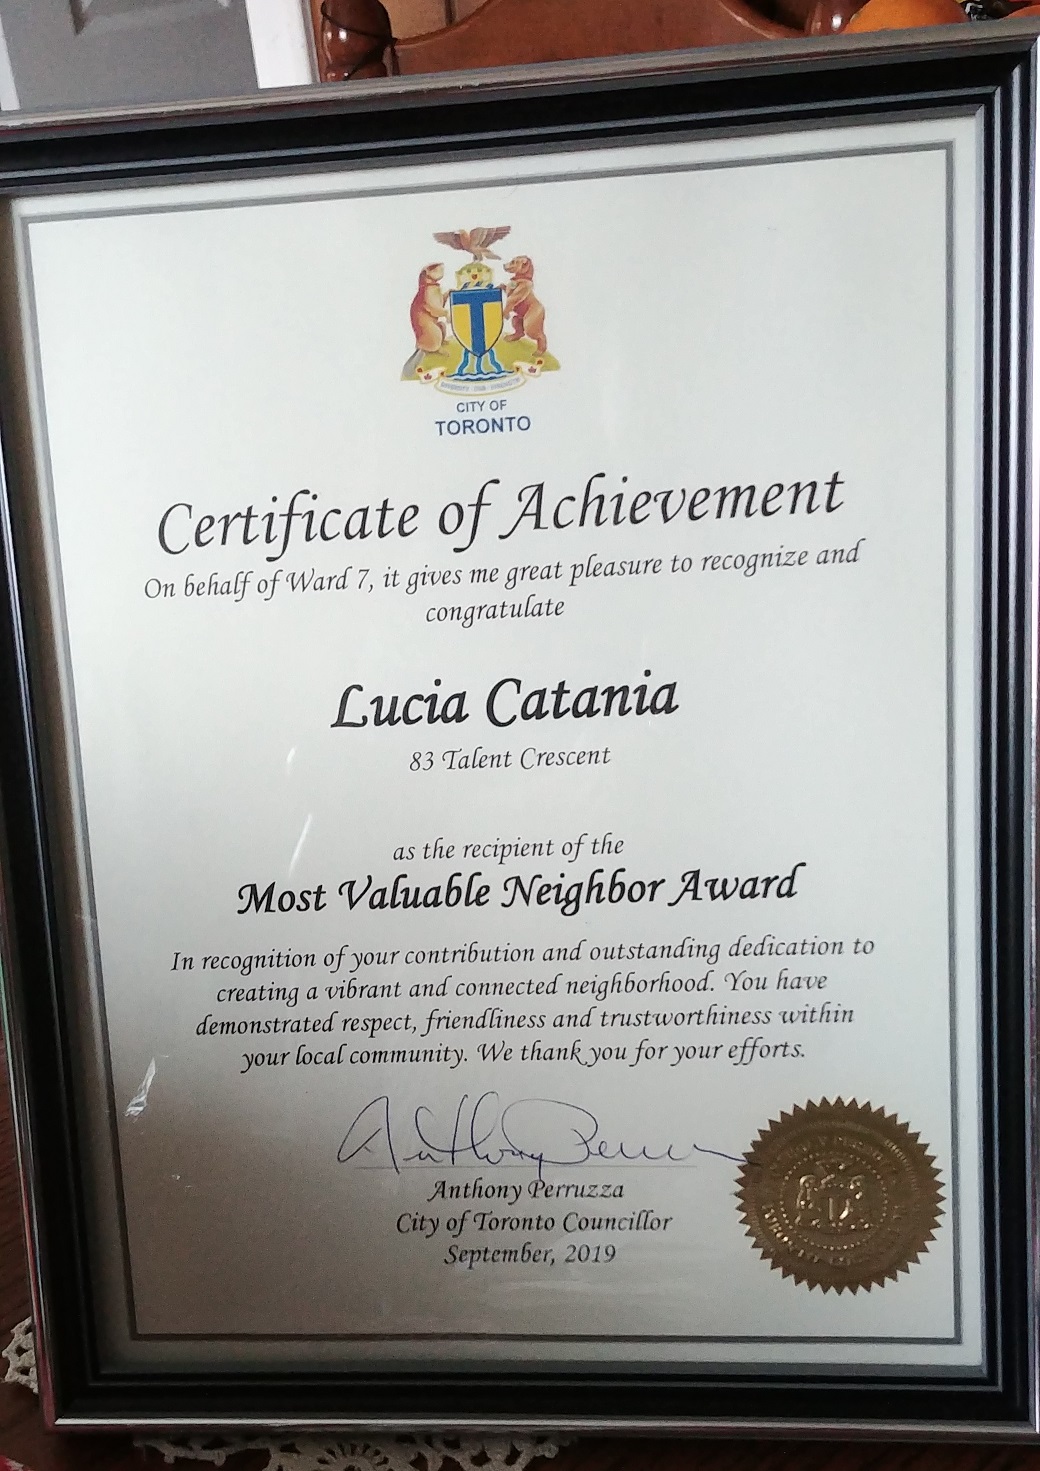 CITY OF
TORONTO
Certificate of Achievement
On behalf of Ward 7, it gives me great pleasure to recognize and
congratulate
Lucia Catania
83 Talent Crescent
as the recipient of the
Most Valuable Neighbor Award
In recognition of your contribution and outstanding dedication to
creating a vibrant and connected neighborhood. You have
demonstrated respect, friendliness and trustworthiness within
your local community. We thank you for your efforts.
Anthony Perruzza
City of Toronto Councillor
September, 2019